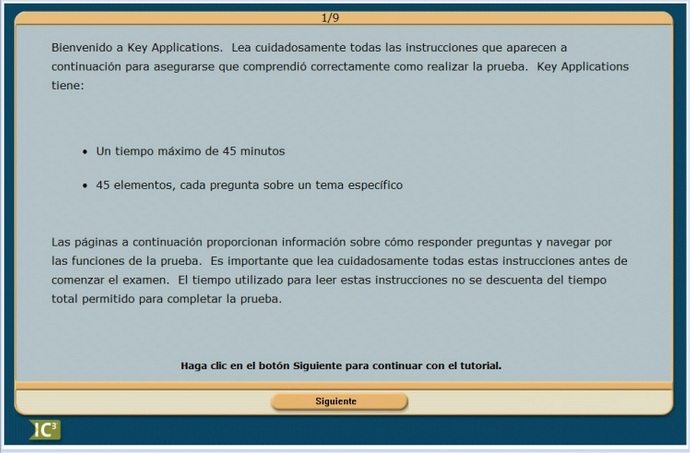 1/9
Bienvenido a Key Applications. Lea cuidadosamente todas las instrucciones que aparecen a
continuación para asegurarse que comprendió correctamente como realizar la prueba. Key Applications
tiene:
• Un tiempo máximo de 45 minutos
• 45 elementos, cada pregunta sobre un tema específico
Las páginas a continuación proporcionan información sobre cómo responder preguntas y navegar por
las funciones de la prueba. Es importante que lea cuidadosamente todas estas instrucciones antes de
comenzar el examen. El tiempo utilizado para leer estas instrucciones no se descuenta del tiempo
total permitido para completar la prueba.
Haga clic en el botón Siguiente para continuar con el tutorial.
Siguiente
IC³